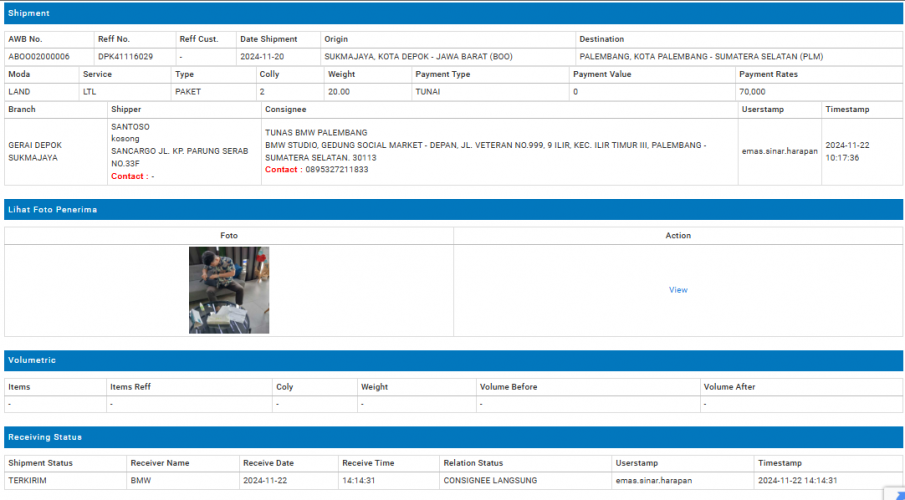 Shipment
AWB No. Reff No. Reff Cust. Date Shipment Origin Destination
ABOO02000006 DPK41116029 - 2024-11-20 SUKMAJAYA, KOTA DEPOK - JAWA BARAT (BOO) PALEMBANG, KOTA PALEMBANG - SUMATERA SELATAN (PLM)
Moda Service Type Colly Weight Payment Type Payment Value Payment Rates
LAND LTL PAKET 2 20.00 TUNAI 0 70,000
Branch Shipper Consignee Userstamp Timestamp
GERAI DEPOK
SUKMAJAYA
SANTOSO
kosong
SANCARGO JL. KP. PARUNG SERAB
NO.33F
Contact : -
TUNAS BMW PALEMBANG
BMW STUDIO, GEDUNG SOCIAL MARKET - DEPAN, JL. VETERAN NO.999, 9 ILIR, KEC. ILIR TIMUR III, PALEMBANG -
SUMATERA SELATAN. 30113
Contact : 0895327211833
emas.sinar.harapan
2024-11-22
10:17:36
Lihat Foto Penerima
Foto Action
View
Volumetric
Items Items Reff Coly Weight Volume Before Volume After
- - - - - -
Receiving Status
Shipment Status Receiver Name Receive Date Receive Time Relation Status Userstamp Timestamp
TERKIRIM BMW 2024-11-22 14:14:31 CONSIGNEE LANGSUNG emas.sinar.harapan 2024-11-22 14:14:31